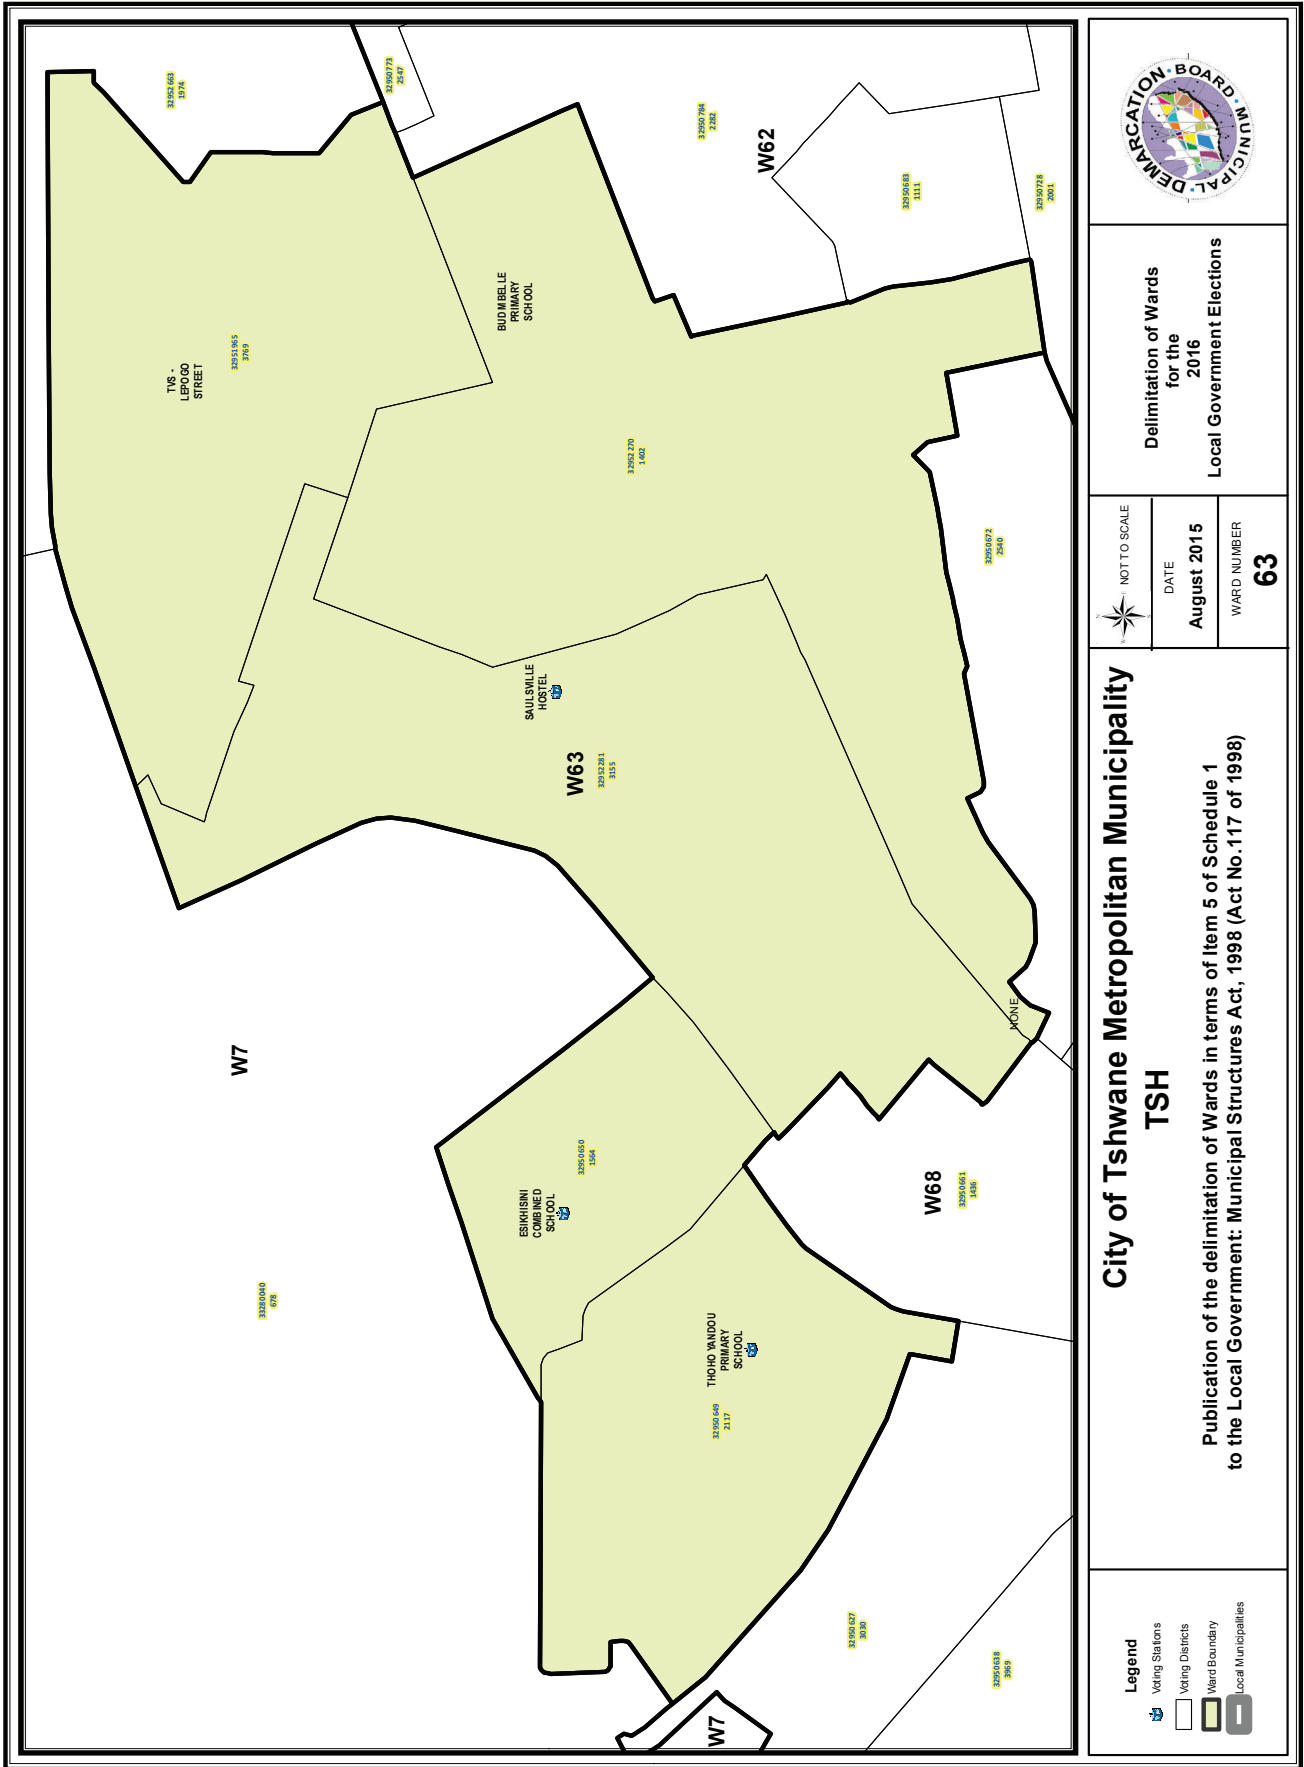 32952663
1974
32950773
2547
TVS -
LEPOGO
STREET
32951965
3769
BUD MBELLE
PRIMARY
SCHOOL
32950784
2282
W62
32950683
1111
32950728
2001
32952270
1402
32950672
2540
SAULSVILLE
HOSTEL
W63
32952281
3155
NONE
W7
33280040
678
ESIKHISINI
COMBINED
SCHOOL
32950650
1564
W68
32950661
1436
THOHOYANDOU
PRIMARY
SCHOOL
32950649
2117
32950627
3030
32950638
3969
W7
Legend
Voting Stations
Voting Districts
Ward Boundary
Local Municipalities
City of Tshwane Metropolitan Municipality
TSH
Publication of the delimitation of Wards in terms of Item 5 of Schedule 1
to the Local Government: Municipal Structures Act, 1998 (Act No.117 of 1998)
NOT TO SCALE
DATE
August 2015
WARD NUMBER
63
Delimitation of Wards
for the
2016
Local Government Elections
MUNICIPAL · DEMARCATION · BOARD ·